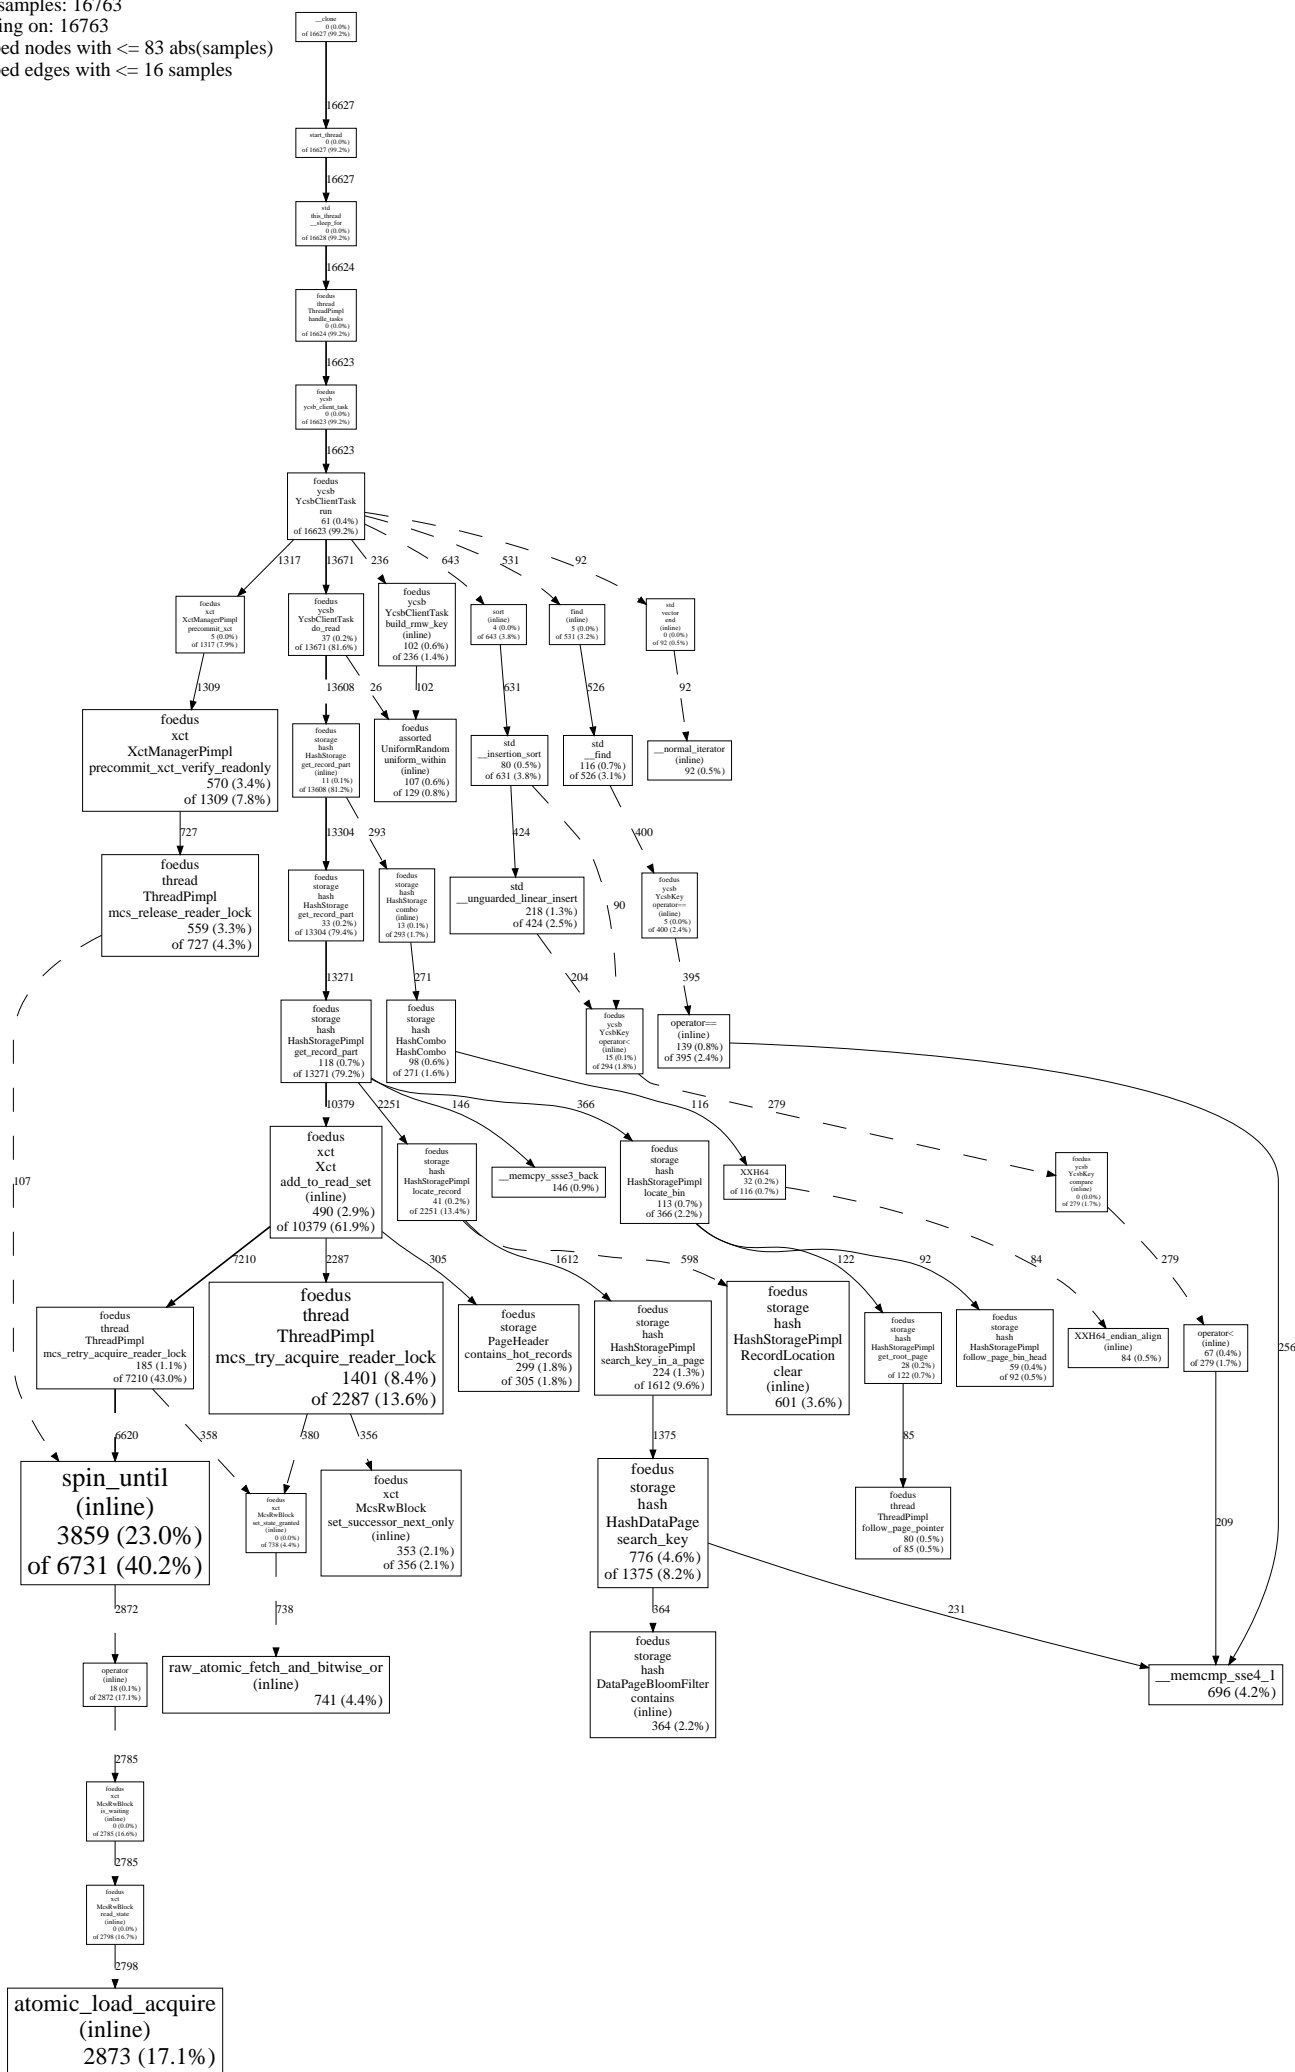 samples: 16763
ing on: 16763
ped nodes with <= 83 abs(samples)
ped edges with <= 16 samples
__clone
0 (0.0%)
of 16627 (99.2%)
16627
start_thread
0 (0.0%)
of 16627 (99.2%)
16627
std
this_thread
__sleep_for
0 (0.0%)
of 16628 (99.2%)
16624
foedus
thread
ThreadPimpl
handle_tasks
0 (0.0%)
of 16624 (99.2%)
16623
foedus
ycsb
ycsb_client_task
0 (0.0%)
of 16623 (99.2%)
16623
foedus
ycsb
YcsbClientTask
run
61 (0.4%)
of 16623 (99.2%)
1317
13671
236
643
531
92
foedus
xct
XctManagerPimpl
precommit_xct
5 (0.0%)
of 1317 (7.9%)
foedus
ycsb
YcsbClientTask
do_read
37 (0.2%)
of 13671 (81.6%)
foedus
ycsb
YcsbClientTask
build_rmw_key
(inline)
102 (0.6%)
of 236 (1.4%)
sort
(inline)
4 (0.0%)
of 643 (3.8%)
find
(inline)
5 (0.0%)
of 531 (3.2%)
std
vector
end
(inline)
0 (0.0%)
of 92 (0.5%)
1309
13608
26
102
631
526
92
foedus
xct
XctManagerPimpl
precommit_xct_verify_readonly
570 (3.4%)
of 1309 (7.8%)
foedus
storage
hash
HashStorage
get_record_part
(inline)
11 (0.1%)
of 13608 (81.2%)
foedus
assorted
UniformRandom
uniform_within
(inline)
107 (0.6%)
of 129 (0.8%)
std
__insertion_sort
80 (0.5%)
of 631 (3.8%)
std
__find
116 (0.7%)
of 526 (3.1%)
__normal_iterator
(inline)
92 (0.5%)
727
13304
293
424
400
foedus
thread
ThreadPimpl
mcs_release_reader_lock
559 (3.3%)
of 727 (4.3%)
foedus
storage
hash
HashStorage
get_record_part
33 (0.2%)
of 13304 (79.4%)
foedus
storage
hash
HashStorage
combo
(inline)
13 (0.1%)
of 293 (1.7%)
std
__unguarded_linear_insert
218 (1.3%)
of 424 (2.5%)
90
foedus
ycsb
YcsbKey
operator==
(inline)
5 (0.0%)
of 400 (2.4%)
13271
271
204
395
foedus
storage
hash
HashStoragePimpl
get_record_part
118 (0.7%)
of 13271 (79.2%)
foedus
storage
hash
HashCombo
HashCombo
98 (0.6%)
of 271 (1.6%)
foedus
ycsb
YcsbKey
operator<
(inline)
15 (0.1%)
of 294 (1.8%)
operator==
(inline)
139 (0.8%)
of 395 (2.4%)
10379
2251
146
366
116
279
107
foedus
xct
Xct
add_to_read_set
(inline)
490 (2.9%)
of 10379 (61.9%)
foedus
storage
hash
HashStoragePimpl
locate_record
41 (0.2%)
of 2251 (13.4%)
__memcpy_ssse3_back
146 (0.9%)
foedus
storage
hash
HashStoragePimpl
locate_bin
113 (0.7%)
of 366 (2.2%)
XXH64
32 (0.2%)
of 116 (0.7%)
foedus
ycsb
YcsbKey
compare
(inline)
0 (0.0%)
of 279 (1.7%)
7210
2287
305
1612
598
122
92
84
279
256
foedus
thread
ThreadPimpl
mcs_retry_acquire_reader_lock
185 (1.1%)
of 7210 (43.0%)
foedus
thread
ThreadPimpl
mcs_try_acquire_reader_lock
1401 (8.4%)
of 2287 (13.6%)
foedus
storage
PageHeader
contains_hot_records
299 (1.8%)
of 305 (1.8%)
foedus
storage
hash
HashStoragePimpl
search_key_in_a_page
224 (1.3%)
of 1612 (9.6%)
foedus
storage
hash
HashStoragePimpl
RecordLocation
clear
(inline)
601 (3.6%)
foedus
storage
hash
HashStoragePimpl
get_root_page
28 (0.2%)
of 122 (0.7%)
foedus
storage
hash
HashStoragePimpl
follow_page_bin_head
59 (0.4%)
of 92 (0.5%)
XXH64_endian_align
(inline)
84 (0.5%)
operator<
(inline)
67 (0.4%)
of 279 (1.7%)
6620
358
380
356
1375
85
209
spin_until
(inline)
3859 (23.0%)
of 6731 (40.2%)
foedus
xct
McsRwBlock
set_state_granted
(inline)
0 (0.0%)
of 738 (4.4%)
foedus
xct
McsRwBlock
set_successor_next_only
(inline)
353 (2.1%)
of 356 (2.1%)
foedus
storage
hash
HashDataPage
search_key
776 (4.6%)
of 1375 (8.2%)
foedus
thread
ThreadPimpl
follow_page_pointer
80 (0.5%)
of 85 (0.5%)
2872
738
364
231
operator
(inline)
18 (0.1%)
of 2872 (17.1%)
raw_atomic_fetch_and_bitwise_or
(inline)
741 (4.4%)
foedus
storage
hash
DataPageBloomFilter
contains
(inline)
364 (2.2%)
__memcmp_sse4_1
696 (4.2%)
2785
foedus
xct
McsRwBlock
is_waiting
(inline)
0 (0.0%)
of 2785 (16.6%)
2785
foedus
xct
McsRwBlock
read_state
(inline)
0 (0.0%)
of 2798 (16.7%)
2798
atomic_load_acquire
(inline)
2873 (17.1%)